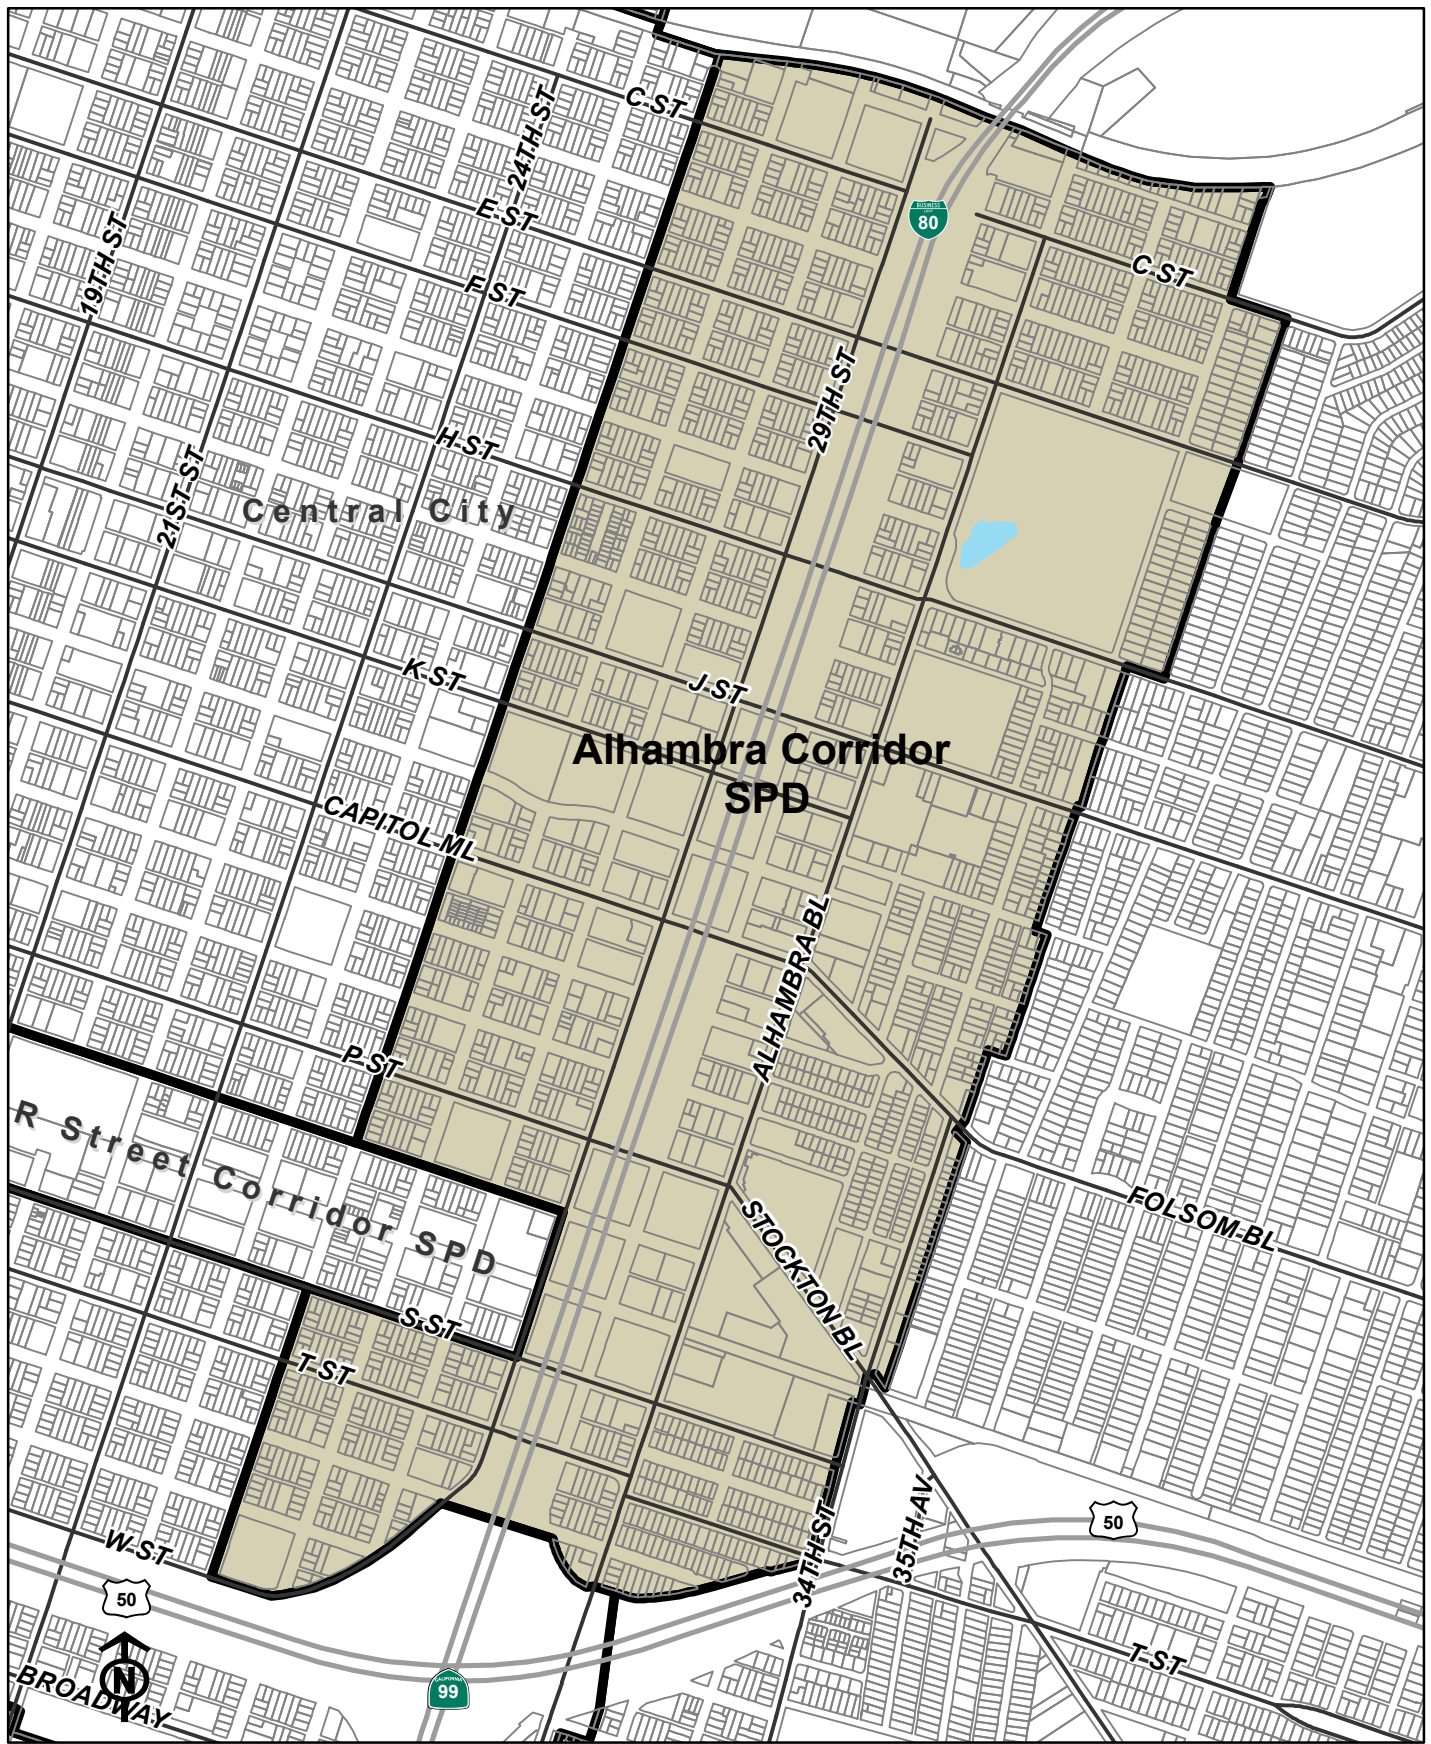 C ST
24TH ST
E ST
BUSINESS
80
19TH ST
C ST
F ST
29TH ST
H ST
21ST ST
Central City
K ST
J ST
Alhambra Corridor
SPD
CAPITOL ML
ALHAMBRA BL
P ST
R Street Corridor SPD
FOLSOM BL
STOCKTON BL
S ST
T ST
34TH ST
35TH AV
50
W ST
50
T ST
N
CALIFORNIA
99
BROADWAY